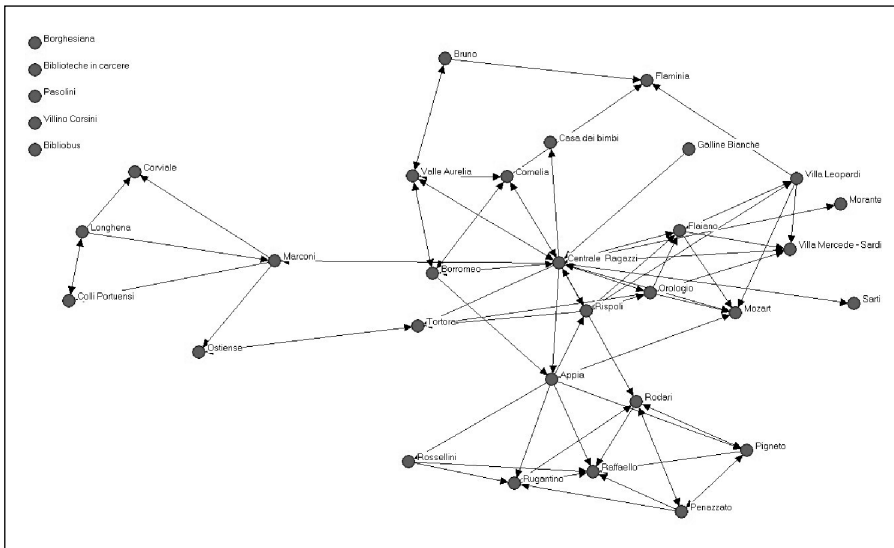 Borghesiana
Biblioteche in carcere
Pasolini
Villino Corsini
Bibliobus
Bruno
Flaminia
Casa dei bimbi
Galline Bianche
Corviale
Valle Aurelia
Cornelia
Villa Leopardi
Morante
Longhena
Flaiano
Marconi
Centrale Ragazzi
Villa Mercede - Sardi
Borromeo
Colli Portuensi
Orologio
Sarti
Rispoli
Mozart
Tortora
Ostiense
Appia
Rodari
Pigneto
Rossellini
Raffaello
Rugantino
Penazzato